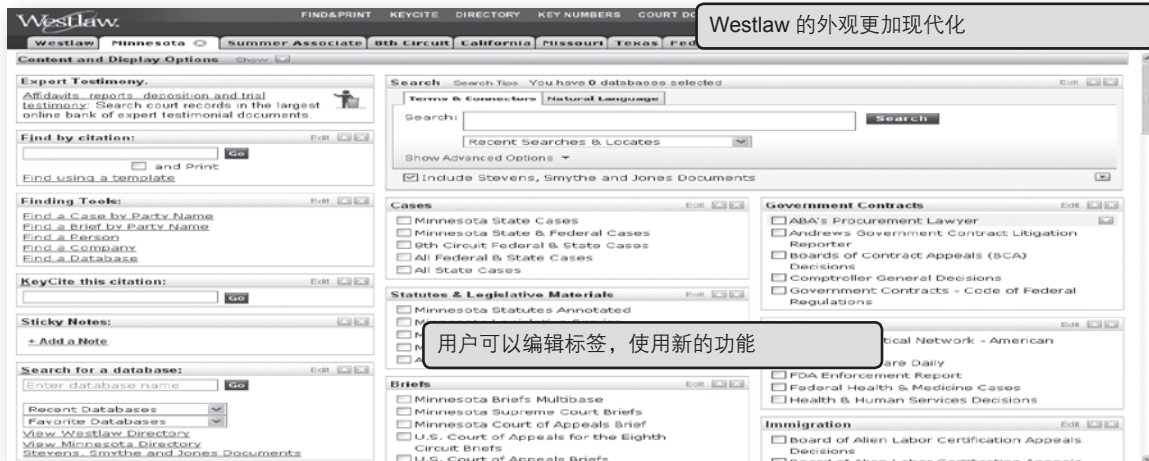 Westlaw.
FIND&PRINT KEYCITE DIRECTORY KEY NUMBERS COURT DO
Westlaw 的外观更加现代化
Westlaw Minnesota Summer Associate 8th Circuit California Missouri Texas Fed
Content and Display Options Show
Expert Testimony.
Affidavits, reports, deposition and trial
testimony: Search court records in the largest
online bank of expert testimonial documents.
Find by citation: Edit
Go
and Print
Find using a template
Finding Tools: Edit
Find a Case by Party Name
Find a Brief by Party Name
Find a Person
Find a Company
Find a Database
KeyCite this citation: Edit
Go
Sticky Notes:
+ Add a Note
Search for a database: Edit
Enter database name Go
Recent Databases
Favorite Databases
View Westlaw Directory
View Minnesota Directory
Stevens, Smythe and Jones Documents
Search Search Tips You have 0 databases selected Edit
Terms & Connectors Natural Language
Search: Search
Recent Searches & Locates
Show Advanced Options
Include Stevens, Smythe and Jones Documents
Cases Edit
Minnesota State Cases
Minnesota State & Federal Cases
8th Circuit Federal & State Cases
All Federal & State Cases
All State Cases
Statutes & Legislative Materials Edit
Minnesota Statutes Annotated
用户可以编辑标签，使用新的功能
Briefs Edit
Minnesota Briefs Multibase
Minnesota Supreme Court Briefs
Minnesota Court of Appeals Brief
U.S. Court of Appeals for the Eighth
Circuit Briefs
U.S. Court of Appeals Briefs
Government Contracts Edit
ABA's Procurement Lawyer
Andrews Government Contract Litigation
Reporter
Boards of Contract Appeals (BCA)
Decisions
Comptroller General Decisions
Government Contracts - Code of Federal
Regulations
Edit
tical Network - American
are Daily
FDA Enforcement Report
Federal Health & Medicine Cases
Health & Human Services Decisions
Immigration Edit
Board of Alien Labor Certification Appeals
Decisions